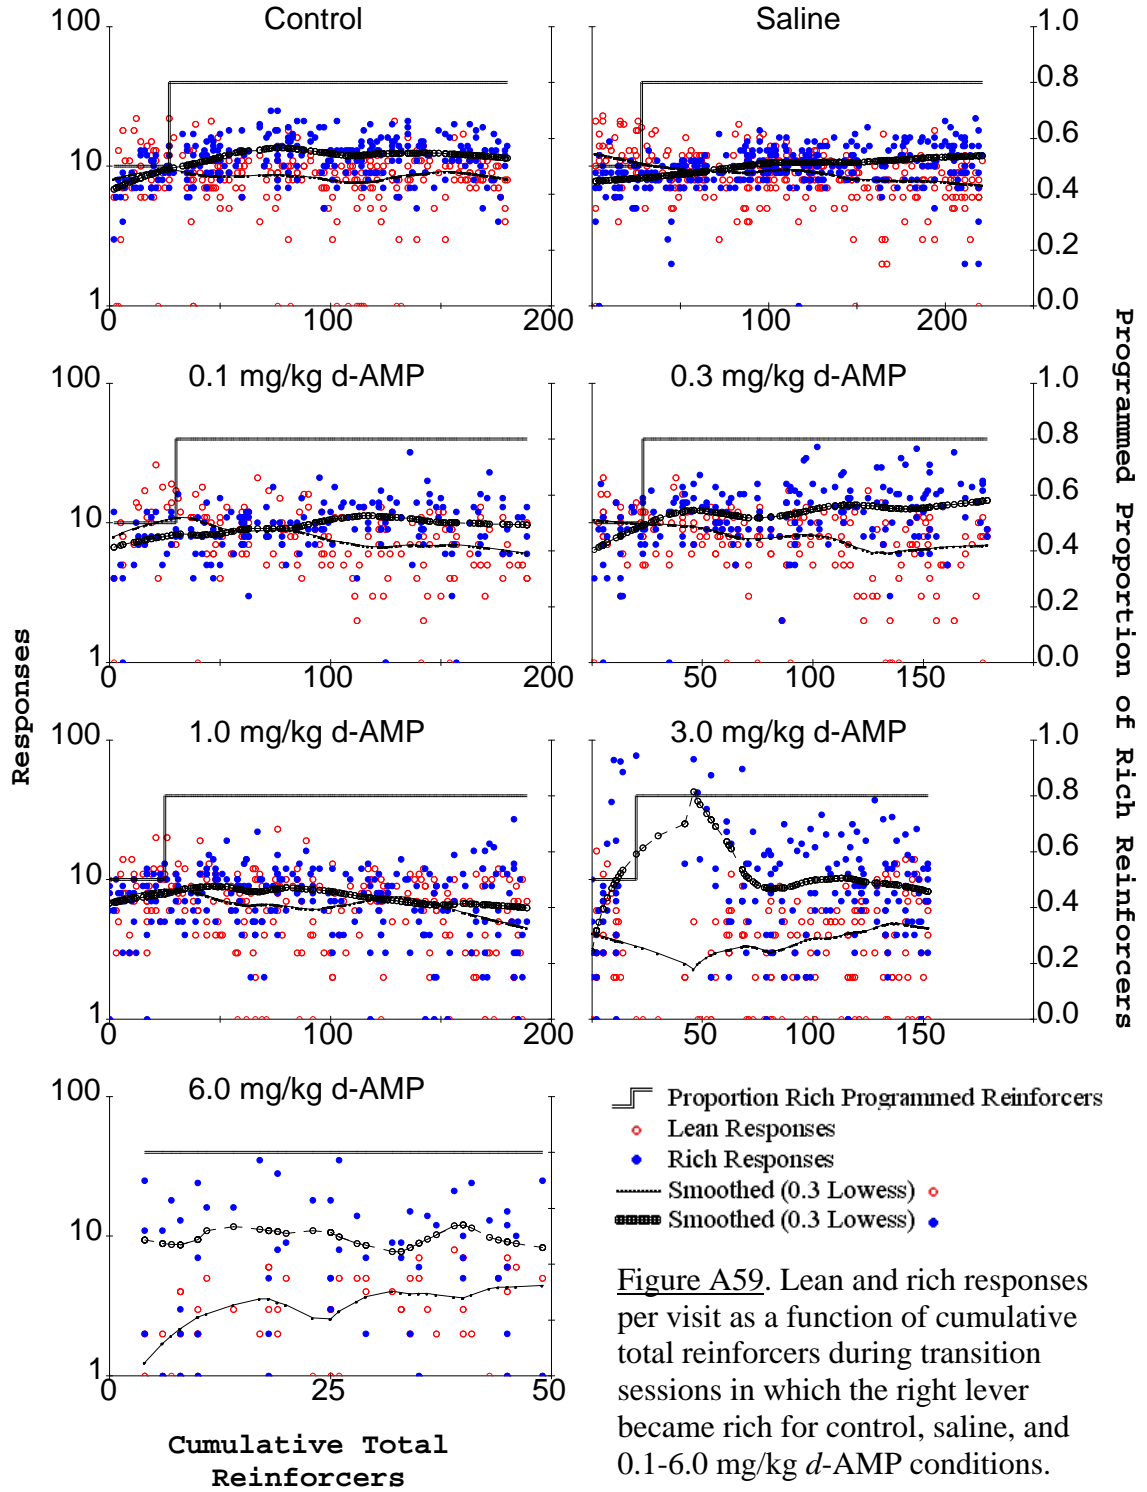 Control
Saline
100
10
1
0
100
200
0
100
200
1.0
0.8
0.6
0.4
0.2
0.0
0.1 mg/kg d-AMP
0.3 mg/kg d-AMP
100
10
1
0
100
200
0
50
100
150
1.0
0.8
0.6
0.4
0.2
0.0
1.0 mg/kg d-AMP
3.0 mg/kg d-AMP
100
10
1
0
100
200
0
50
100
150
1.0
0.8
0.6
0.4
0.2
0.0
6.0 mg/kg d-AMP
100
10
1
0
25
50
Responses
Programmed Proportion of Rich Reinforcers
Cumulative Total
Reinforcers
Proportion Rich Programmed Reinforcers
Lean Responses
Rich Responses
Smoothed (0.3 Lowess)
Smoothed (0.3 Lowess)
Figure A59. Lean and rich responses
per visit as a function of cumulative
total reinforcers during transition
sessions in which the right lever
became rich for control, saline, and
0.1-6.0 mg/kg d-AMP conditions.